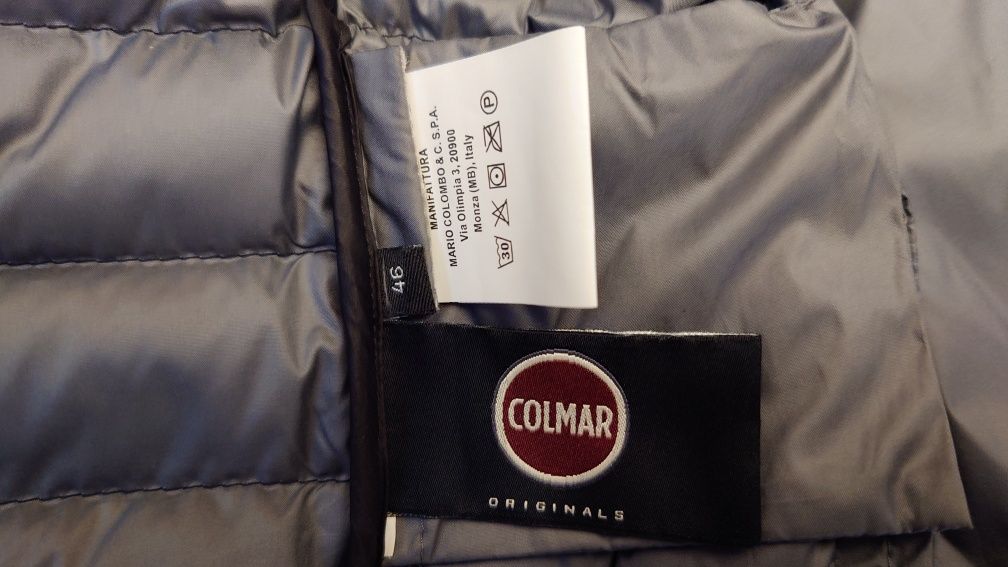 MANIFATTURA
MARIO COLOMBO & C. S.P.A.
Via Olimpia 3, 20900
Monza (MB), Italy
30 P
46
COLMAR
ORIGINALS